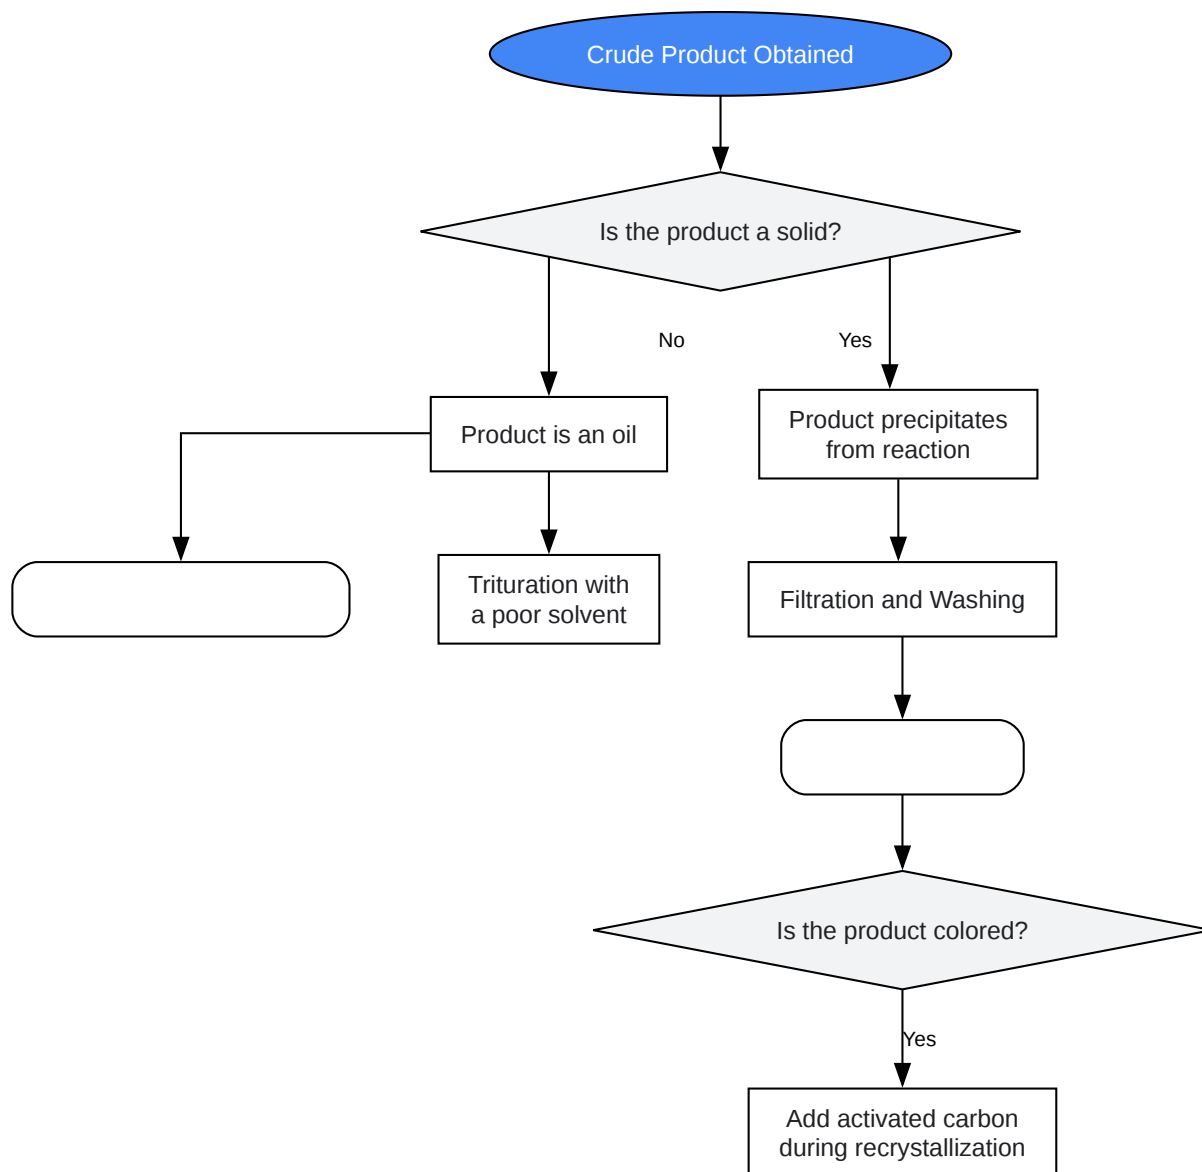 Crude Product Obtained
Is the product a solid?
No
Yes
Product is an oil
Product precipitates
from reaction
Trituration with
a poor solvent
Filtration and Washing
Is the product colored?
Yes
Add activated carbon
during recrystallization